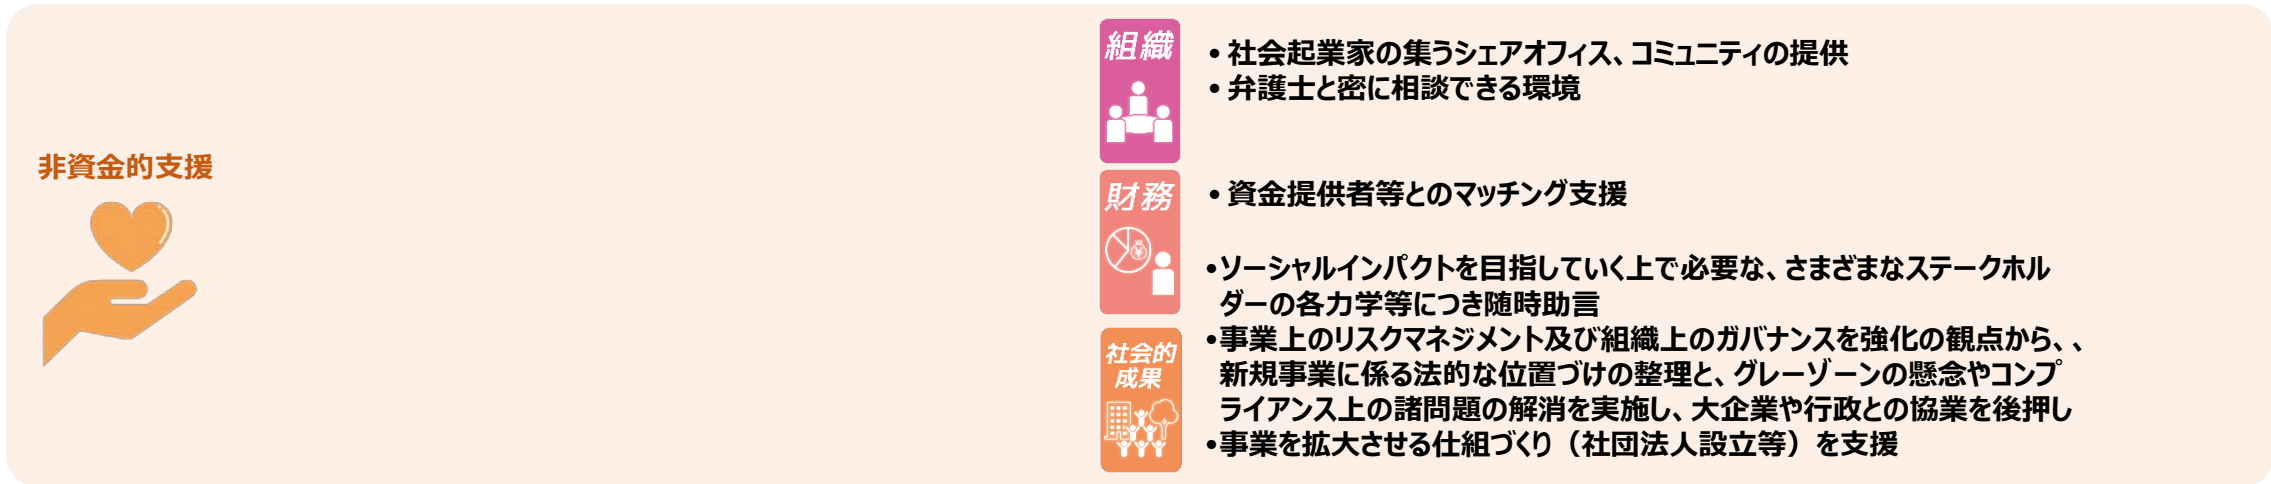 非資金的支援
組織
• 社会起業家の集うシェアオフィス、コミュニティの提供
• 弁護士と密に相談できる環境
財務
• 資金提供者等とのマッチング支援
社会的
成果
•ソーシャルインパクトを目指していく上で必要な、さまざまなステークホル
ダーの各力学等につき随時助言
•事業上のリスクマネジメント及び組織上のガバナンスを強化の観点から、、
新規事業に係る法的な位置づけの整理と、グレーゾーンの懸念やコンプ
ライアンス上の諸問題の解消を実施し、大企業や行政との協業を後押し
•事業を拡大させる仕組づくり（社団法人設立等）を支援